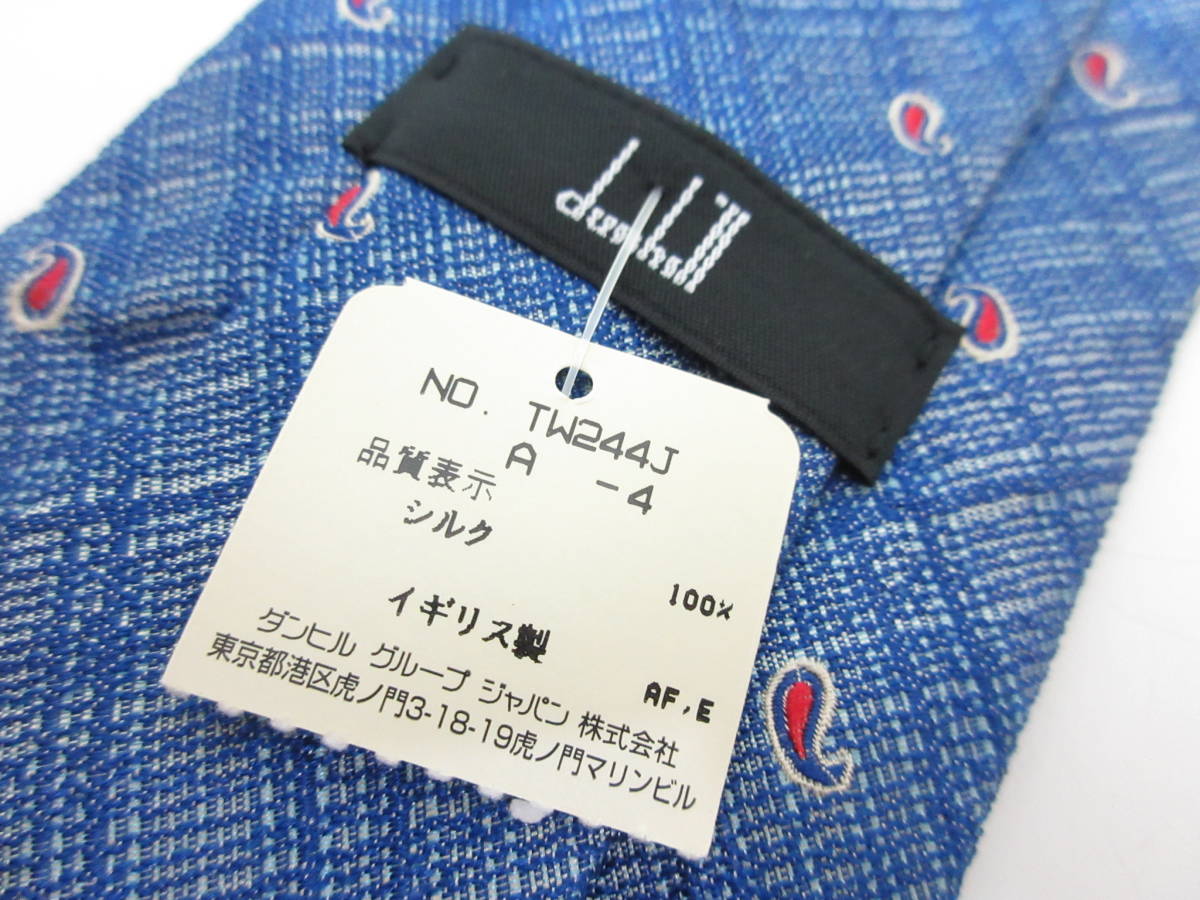 dunhill
NO. TW244J
A -4
品質表示
シルク 100%
イギリス製
AF,E
ダンヒル グループ ジャパン 株式会社
東京都港区虎ノ門3-18-19虎ノ門マリンビル